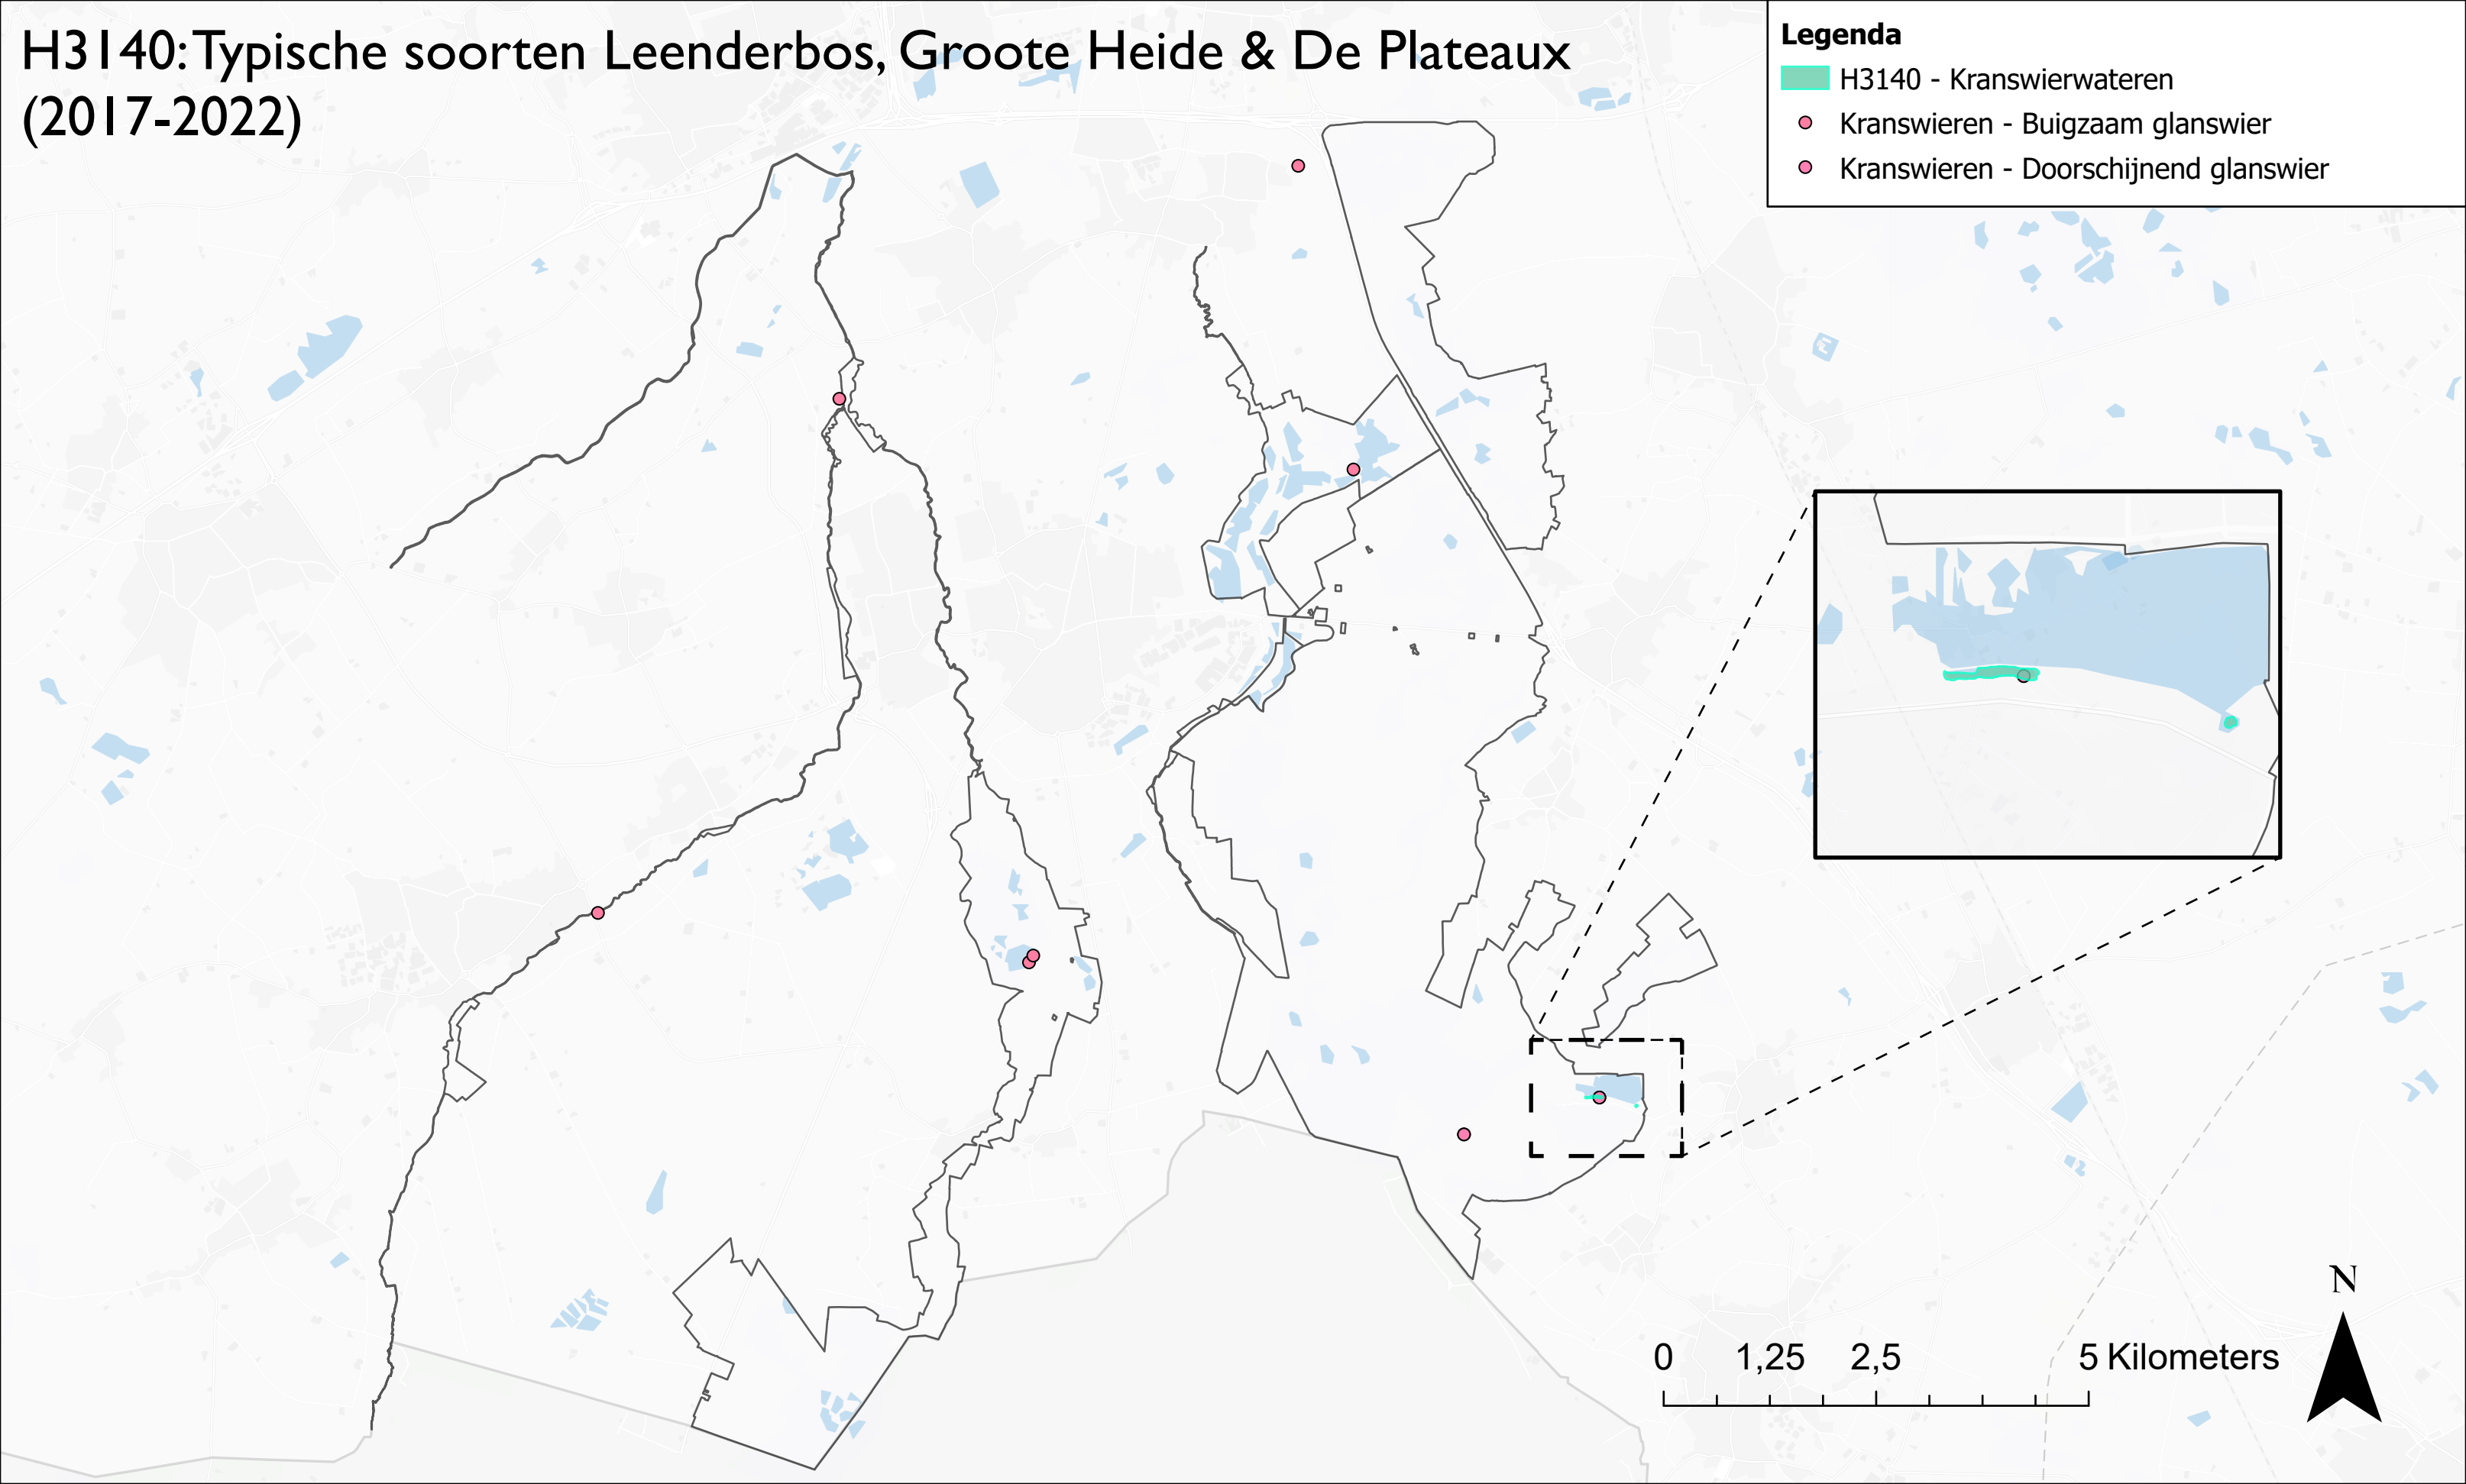 H3140: Typische soorten Leenderbos, Groote Heide & De Plateaux
(2017-2022)
Legenda
H3140 - Kranswierwateren
Kranswieren - Buigzaam glanswier
Kranswieren - Doorschijnend glanswier
N
0 1,25 2,5 5 Kilometers